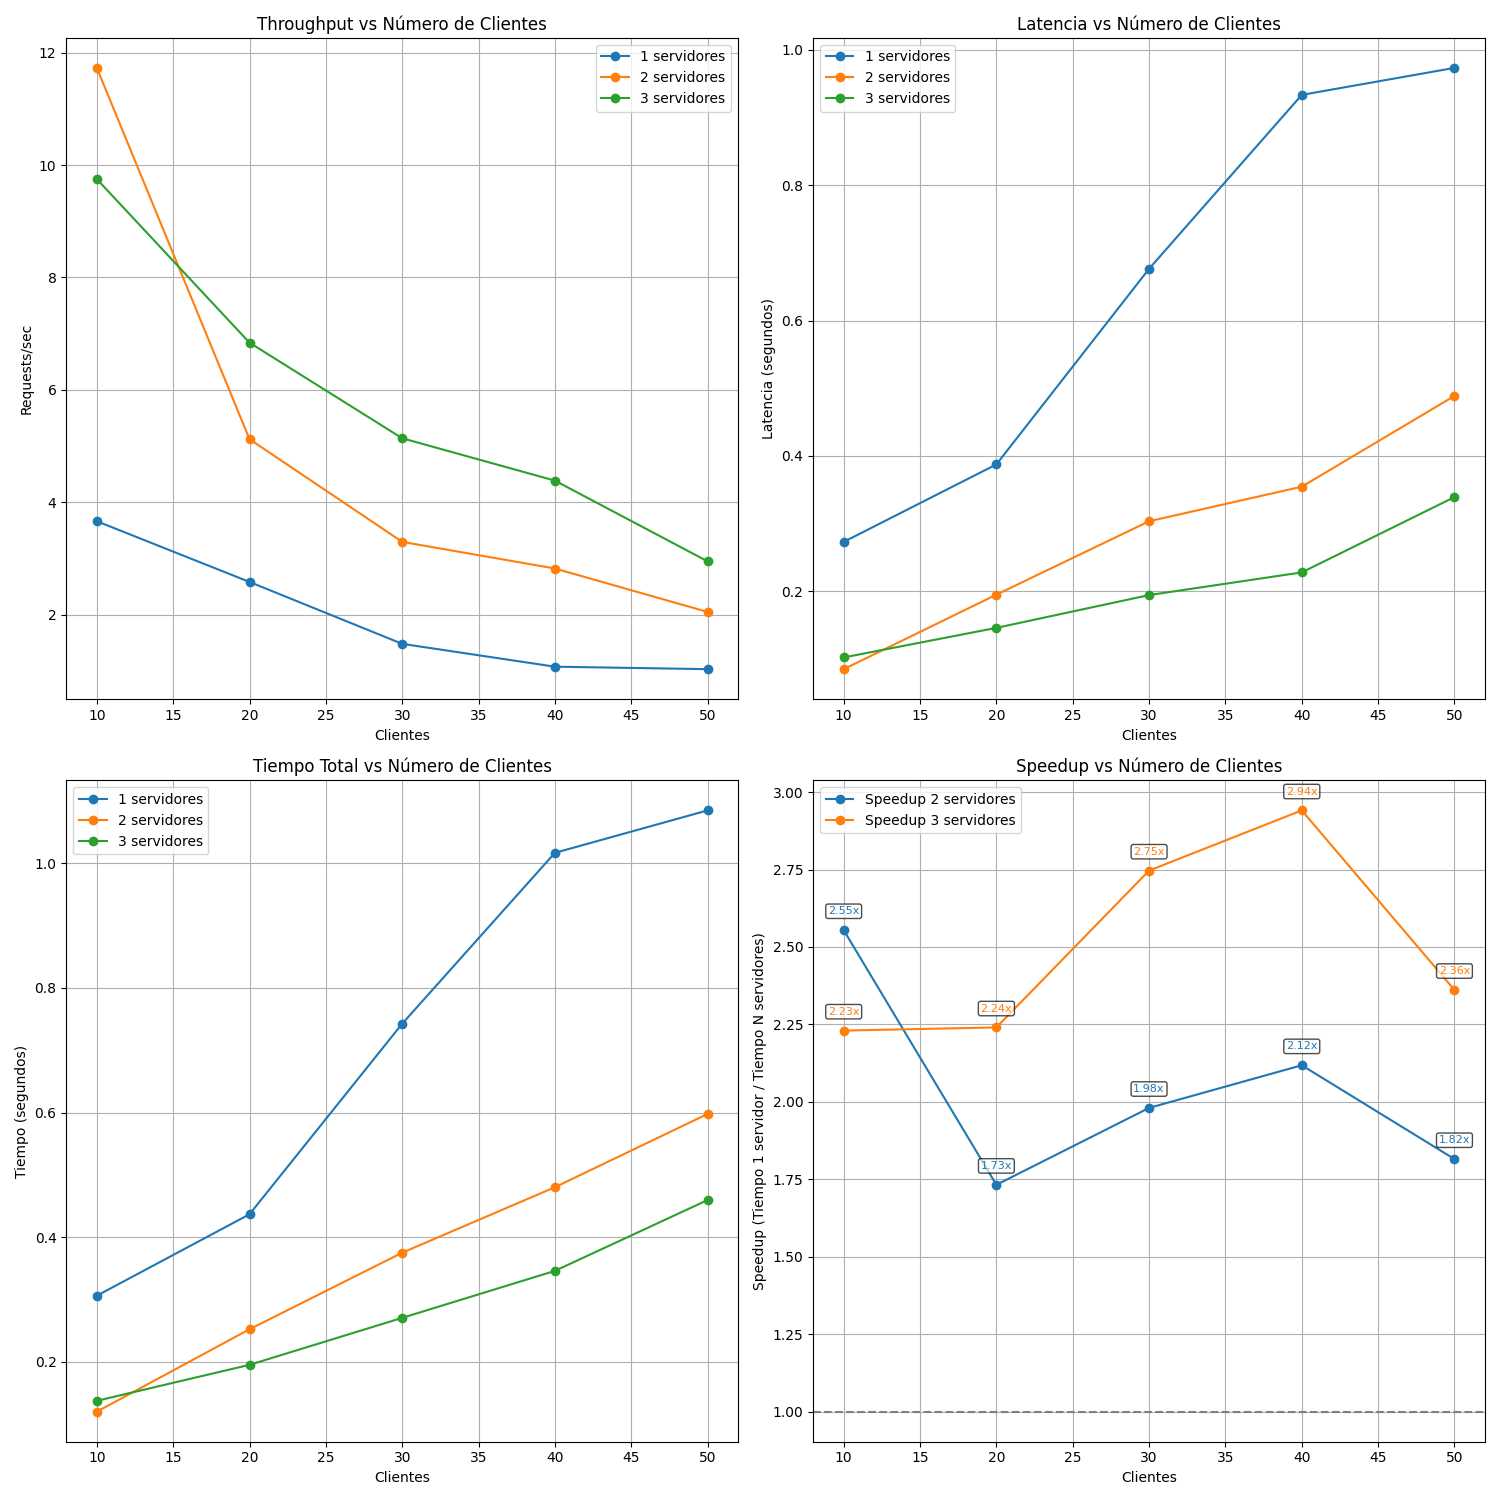 Throughput vs Número de Clientes
12
10
8
6
4
2
Requests/sec
1 servidores
2 servidores
3 servidores
10 15 20 25 30 35 40 45 50
Clientes
Latencia vs Número de Clientes
1.0
0.8
0.6
0.4
0.2
Latencia (segundos)
1 servidores
2 servidores
3 servidores
10 15 20 25 30 35 40 45 50
Clientes
Tiempo Total vs Número de Clientes
1.0
0.8
0.6
0.4
0.2
Tiempo (segundos)
1 servidores
2 servidores
3 servidores
10 15 20 25 30 35 40 45 50
Clientes
Speedup vs Número de Clientes
3.00
2.75
2.50
2.25
2.00
1.75
1.50
1.25
1.00
Speedup (Tiempo 1 servidor / Tiempo N servidores)
Speedup 2 servidores
Speedup 3 servidores
2.55x
1.73x
1.98x
2.12x
1.82x
2.23x
2.24x
2.75x
2.94x
2.36x
10 15 20 25 30 35 40 45 50
Clientes